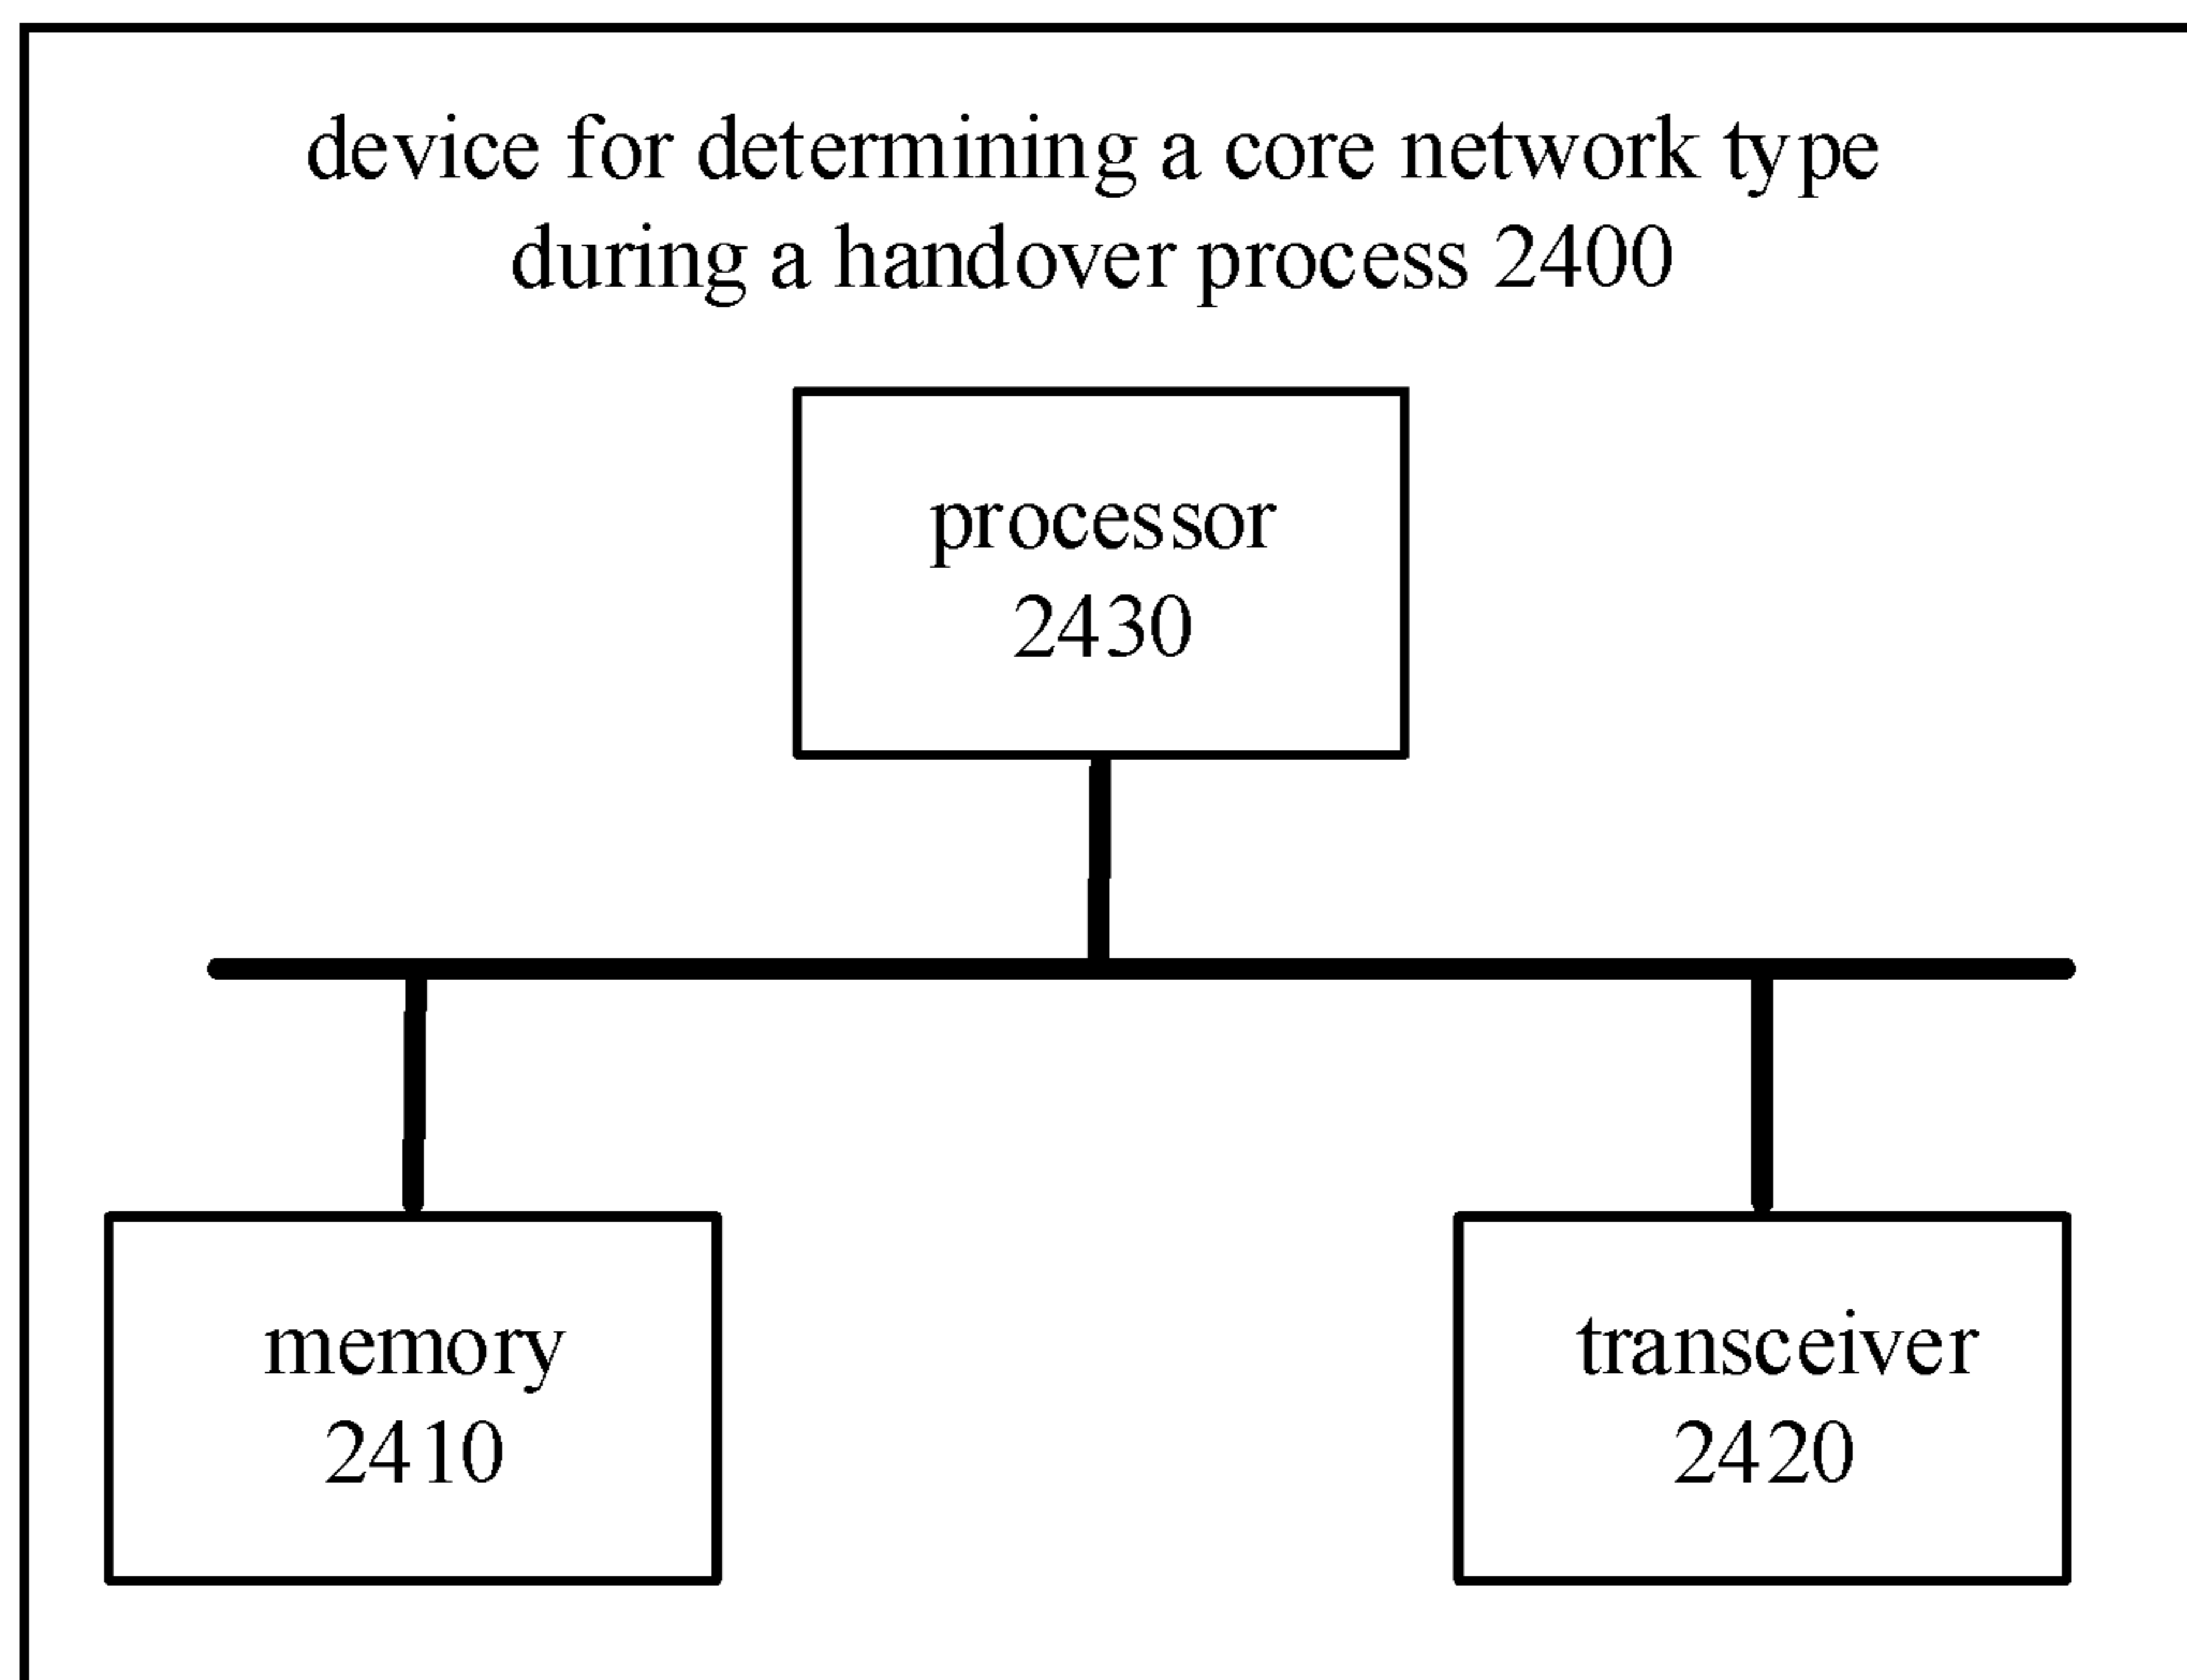 device for determining a core network type
during a handover process 2400
processor
2430
memory
2410
transceiver
2420